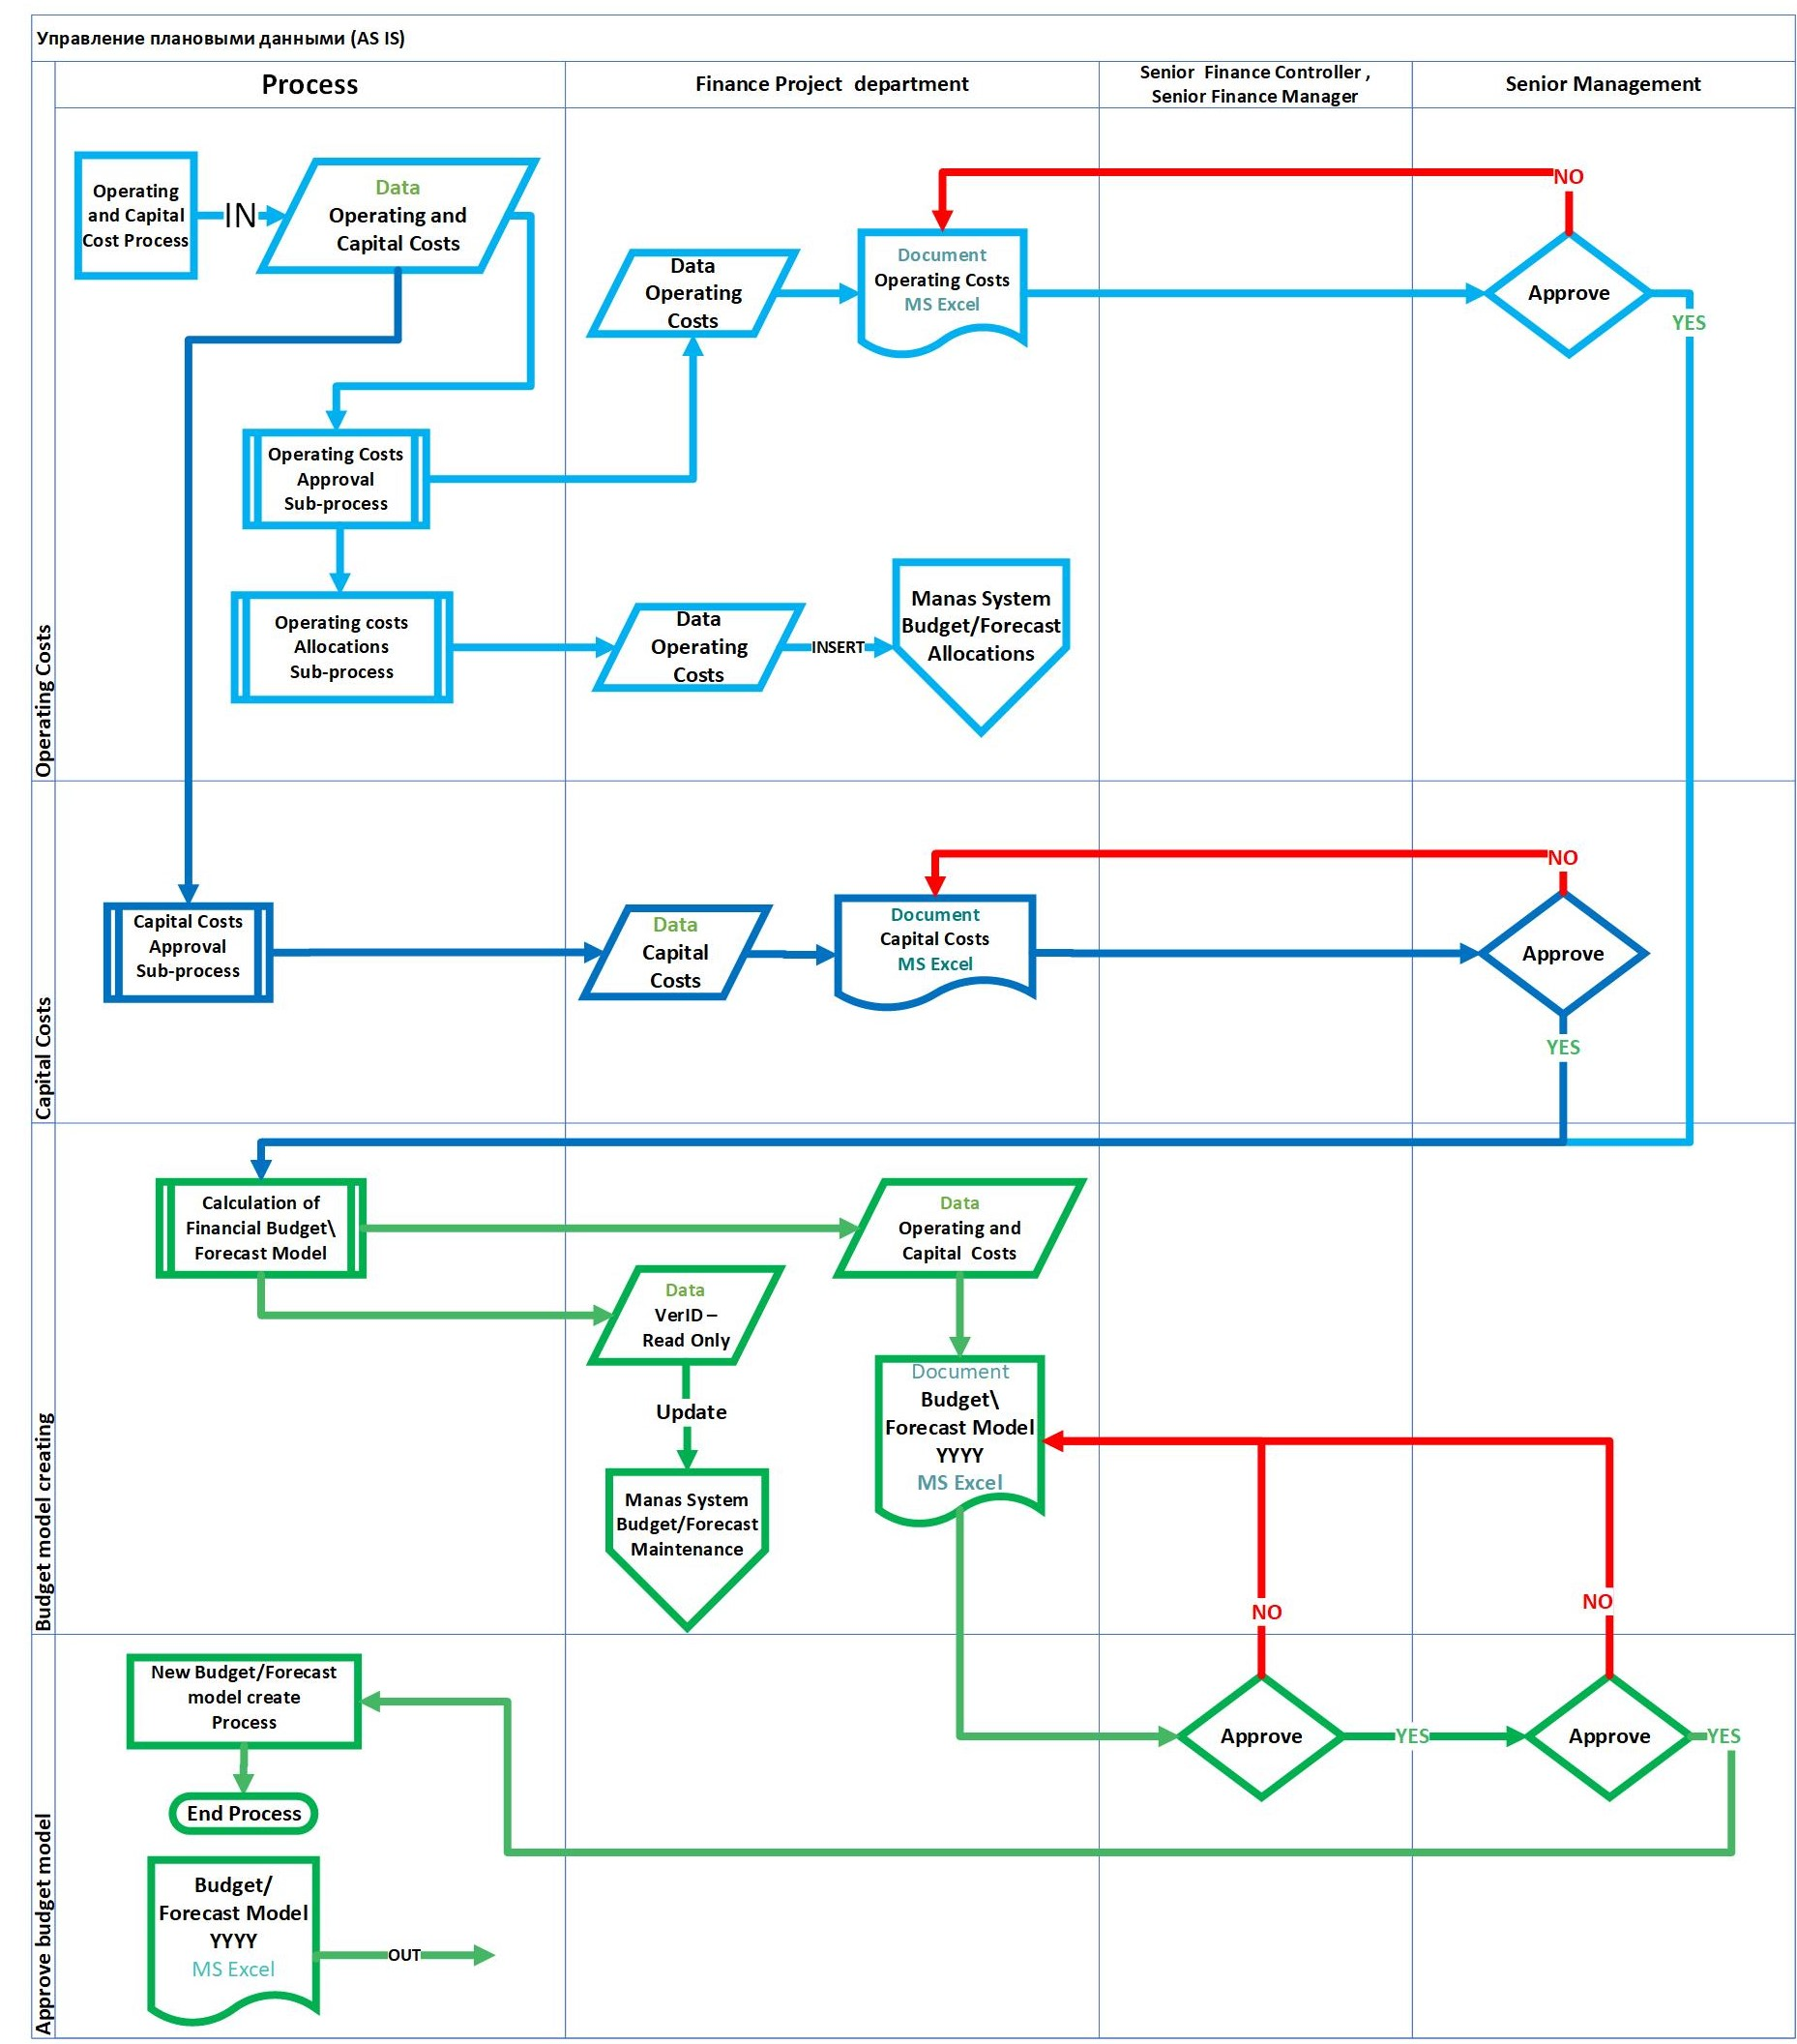 Управление плановыми данными (AS IS)
Process
Finance Project department
Senior Finance Controller ,
Senior Finance Manager
Senior Management
Operating Costs
Operating
and Capital
Cost Process
IN
Data
Operating and
Capital Costs
Data
Operating
Costs
Document
Operating Costs
MS Excel
NO
Approve
YES
Operating Costs
Approval
Sub-process
Operating costs
Allocations
Sub-process
Data
Operating
Costs
INSERT
Manas System
Budget/Forecast
Allocations
Capital Costs
Capital Costs
Approval
Sub-process
Data
Capital
Costs
Document
Capital Costs
MS Excel
NO
Approve
YES
Budget model creating
Calculation of
Financial Budget\
Forecast Model
Data
Operating and
Capital Costs
Data
VerID –
Read Only
Update
Manas System
Budget/Forecast
Maintenance
Document
Budget\
Forecast Model
YYYY
MS Excel
NO
NO
Approve budget model
New Budget/Forecast
model create
Process
Approve
YES
Approve
YES
End Process
Budget/
Forecast Model
YYYY
MS Excel
OUT